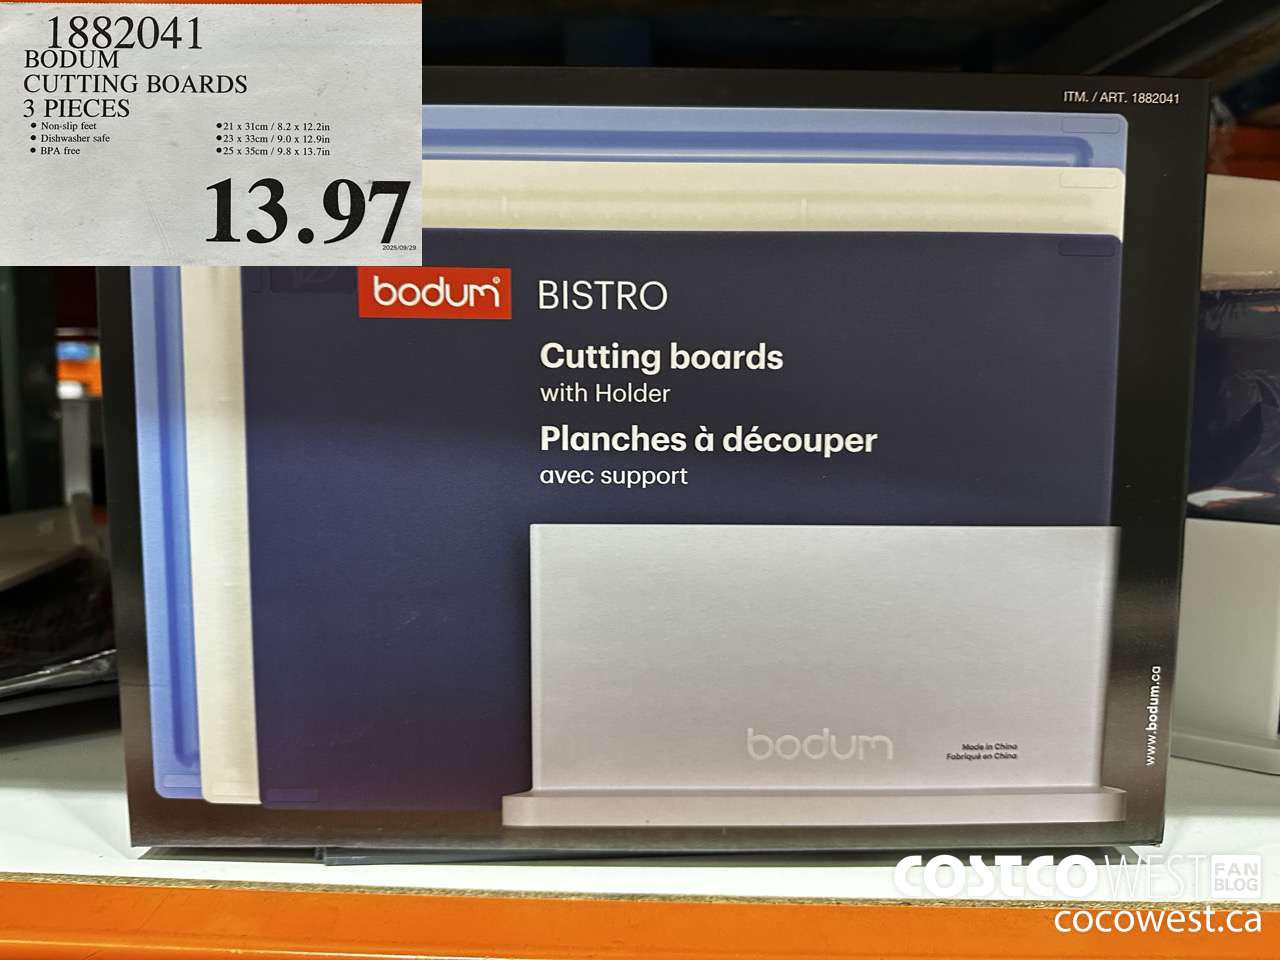 1882041
BODUM
CUTTING BOARDS
3 PIECES
• Non-slip feet
• Dishwasher safe
• BPA free
• 21 x 31cm / 8.2 x 12.2in
• 23 x 33cm / 9.0 x 12.9in
• 25 x 35cm / 9.8 x 13.7in
13.97
2025/09/29
ITM. / ART. 1882041
bodum® BISTRO
Cutting boards
with Holder
Planches à découper
avec support
bodum
Made in China
Fabriqué en China
www.bodum.ca
COSTCO WEST FAN BLOG
cocowest.ca